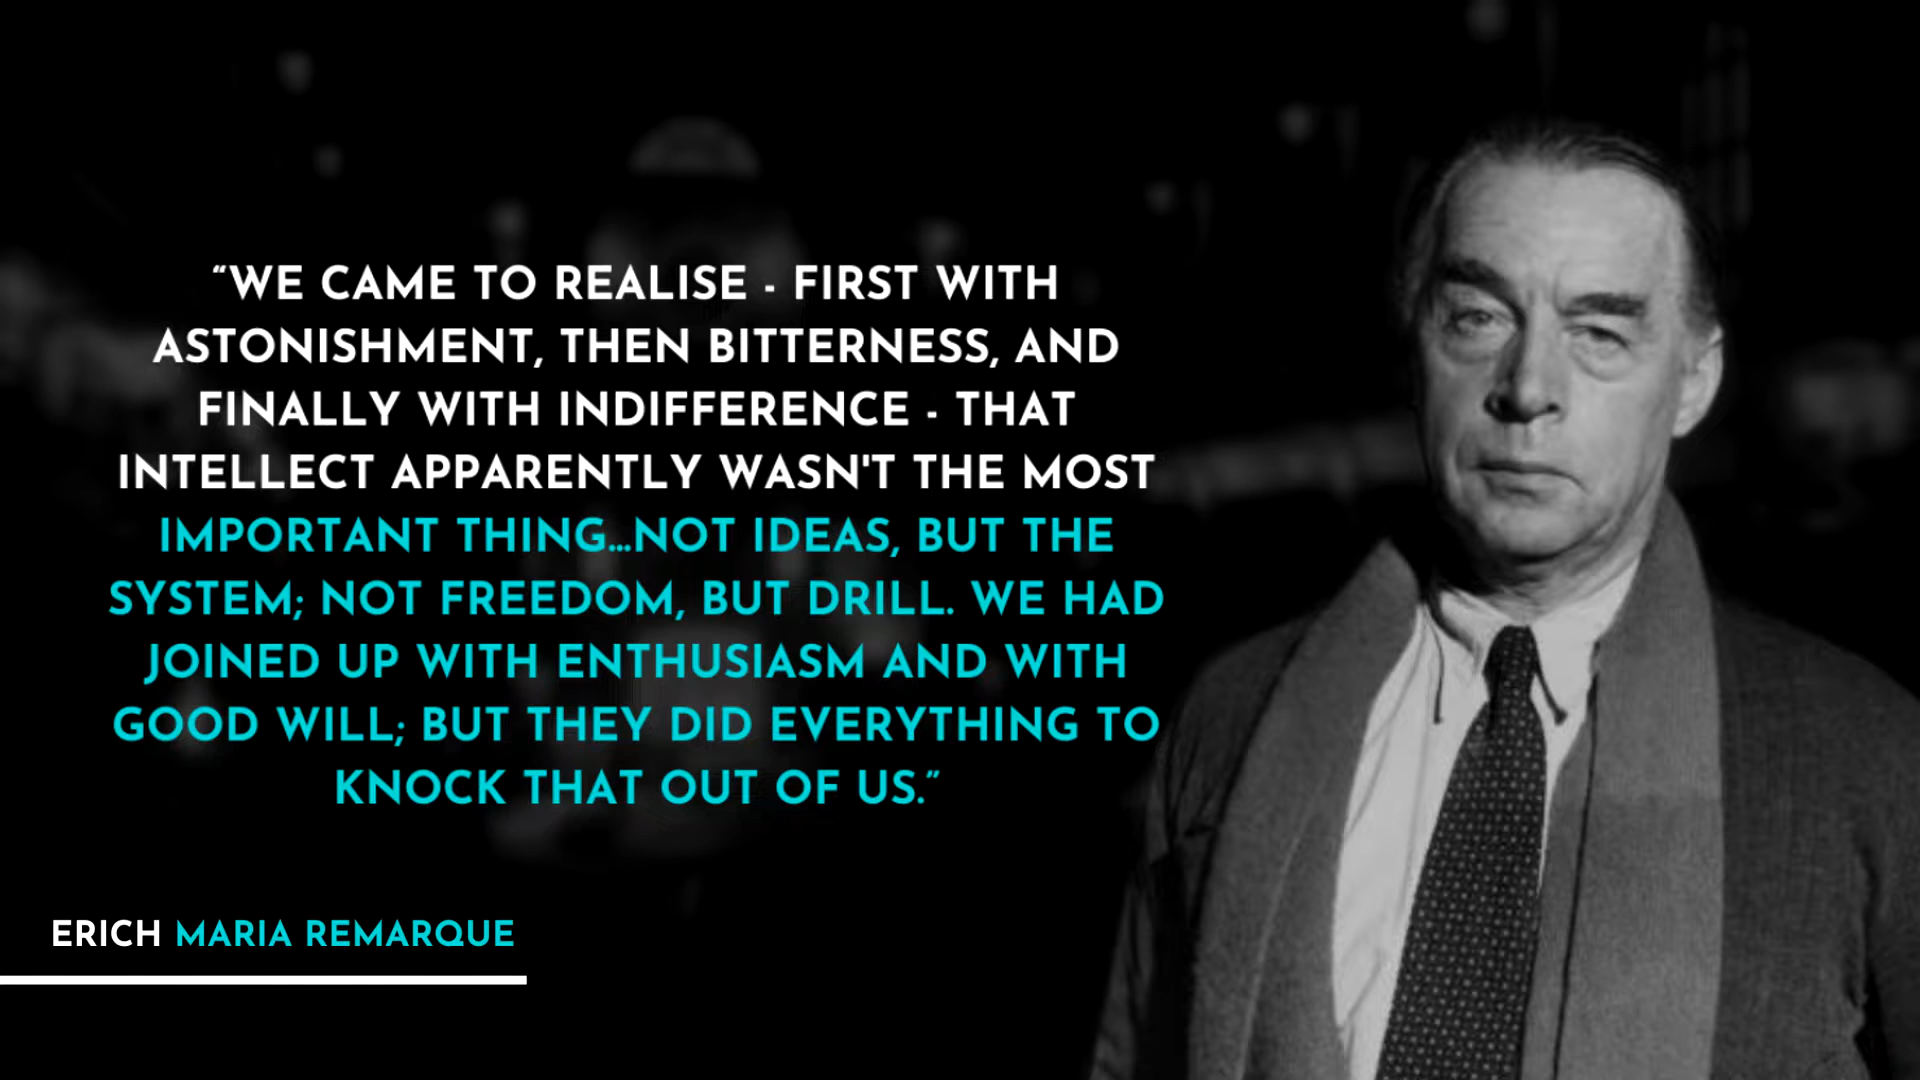 “WE CAME TO REALISE - FIRST WITH
ASTONISHMENT, THEN BITTERNESS, AND
FINALLY WITH INDIFFERENCE - THAT
INTELLECT APPARENTLY WASN'T THE MOST
IMPORTANT THING...NOT IDEAS, BUT THE
SYSTEM; NOT FREEDOM, BUT DRILL. WE HAD
JOINED UP WITH ENTHUSIASM AND WITH
GOOD WILL; BUT THEY DID EVERYTHING TO
KNOCK THAT OUT OF US.”
ERICH MARIA REMARQUE